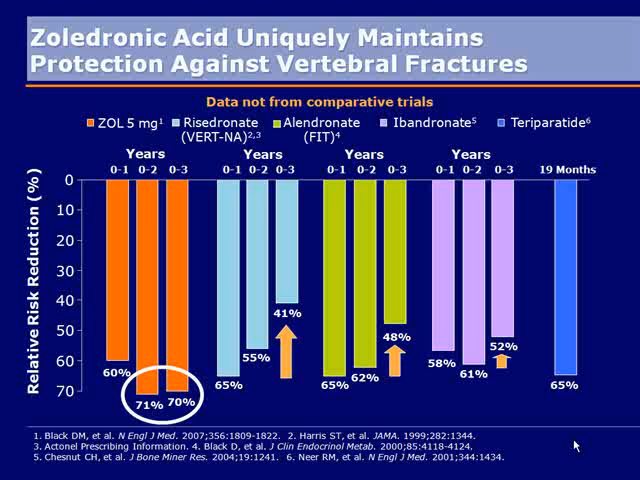 Zoledronic Acid Uniquely Maintains
Protection Against Vertebral Fractures
Data not from comparative trials
ZOL 5 mg¹ Risedronate Alendronate Ibandronate⁵ Teriparatide⁶
(VERT-NA)²,³ (FIT)⁴
Years Years Years Years
0-1 0-2 0-3 0-1 0-2 0-3 0-1 0-2 0-3 0-1 0-2 0-3 19 Months
Relative Risk Reduction (%)
0
10
20
30
40
50
60
70
60% 71% 70%
65% 55% 41%
65% 62% 48%
58% 61% 52%
65%
1. Black DM, et al. N Engl J Med. 2007;356:1809-1822. 2. Harris ST, et al. JAMA. 1999;282:1344.
3. Actonel Prescribing Information. 4. Black D, et al. J Clin Endocrinol Metab. 2000;85:4118-4124.
5. Chesnut CH, et al. J Bone Miner Res. 2004;19:1241. 6. Neer RM, et al. N Engl J Med. 2001;344:1434.